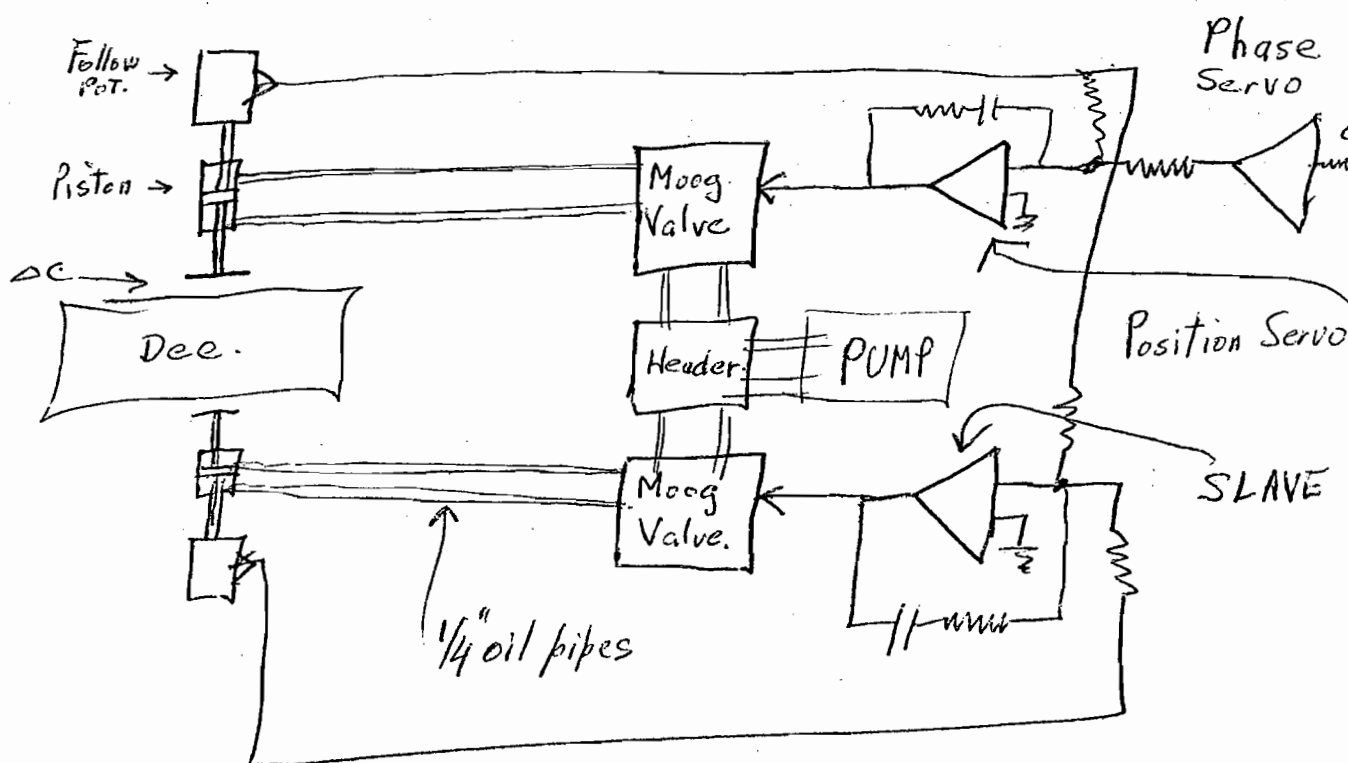 Phase
Servo
Follow
Pot.
Piston
Moog
Valve
ΔC
Dee.
Header.
PUMP
Position Servo
Moog
Valve.
SLAVE
1/4" oil pipes